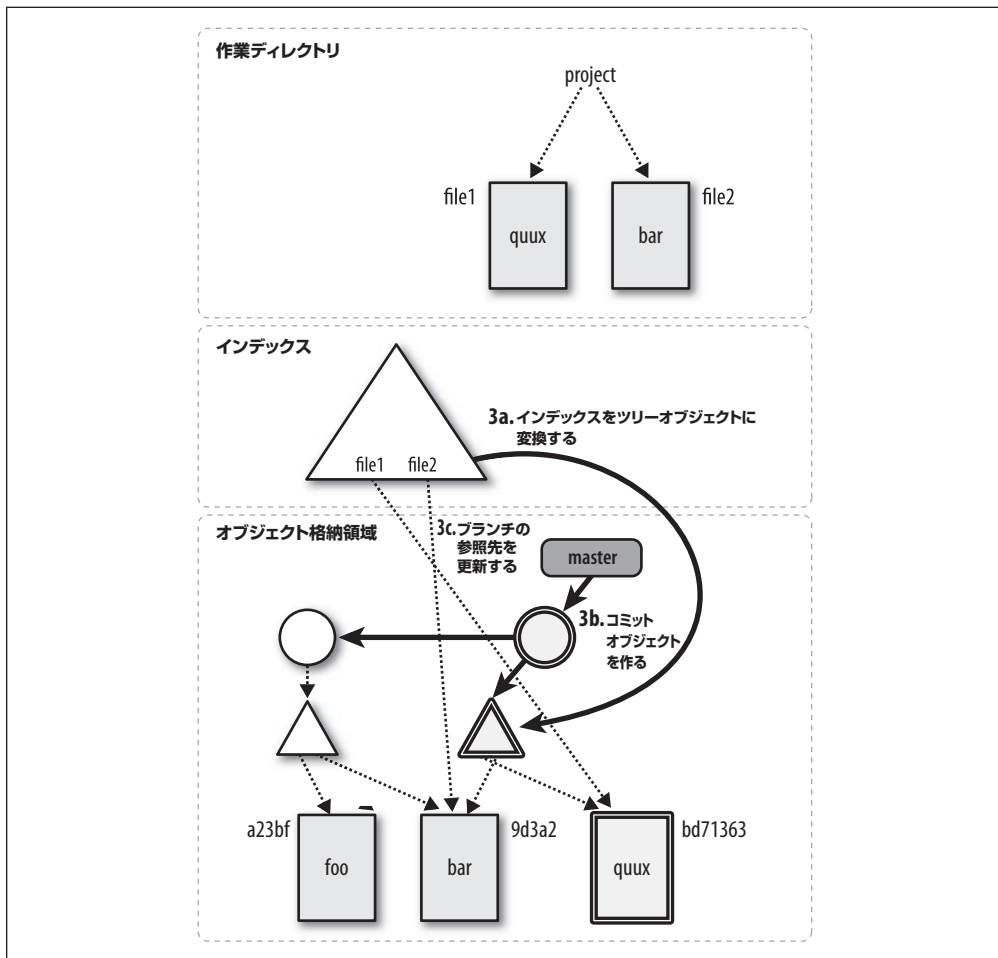 作業ディレクトリ
project
file1
file2
quux
bar
インデックス
3a.インデックスをツリーオブジェクトに
変換する
file1
file2
オブジェクト格納領域
3c.ブランチの
参照先を
更新する
master
3b.コミット
オブジェクト
を作る
a23bf
foo
bar
9d3a2
quux
bd71363